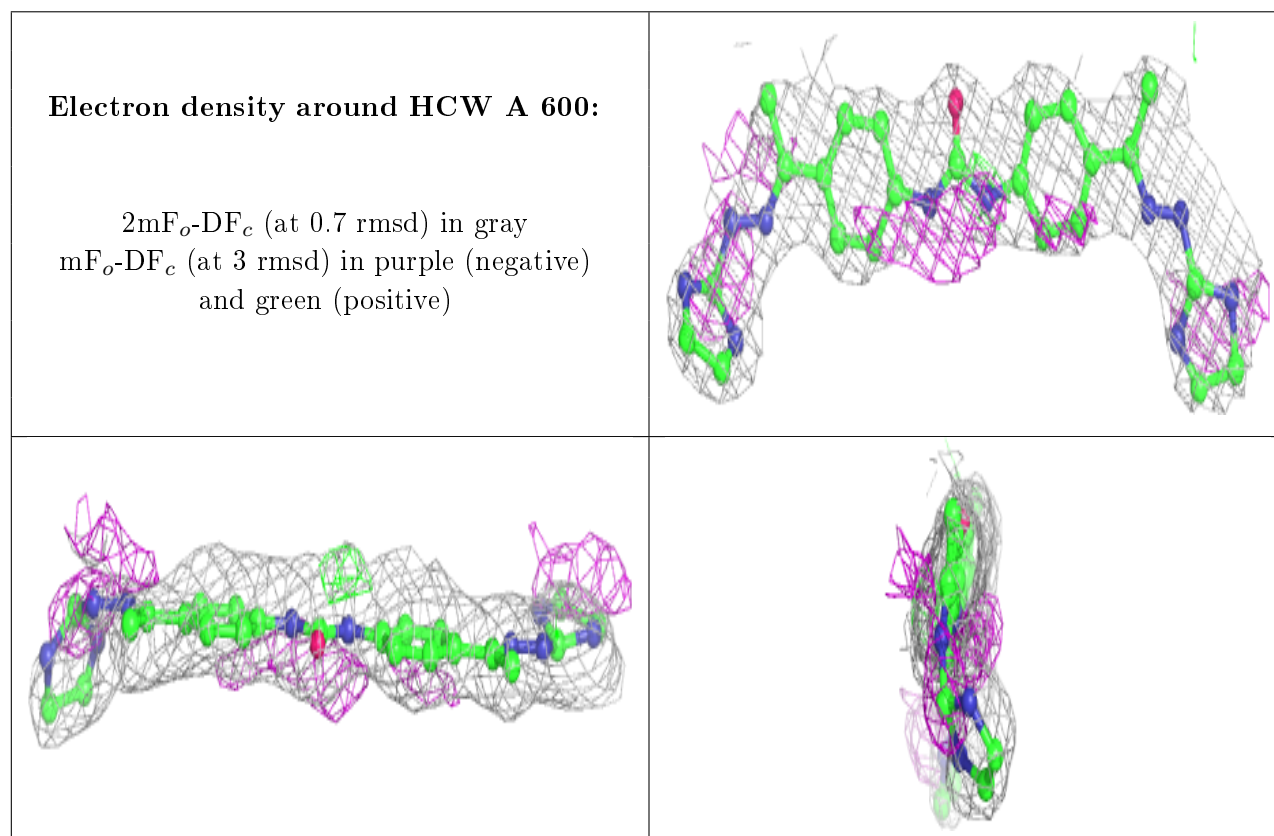 Electron density around HCW A 600:
2mFₒ-DF𝒸 (at 0.7 rmsd) in gray
mFₒ-DF𝒸 (at 3 rmsd) in purple (negative)
and green (positive)